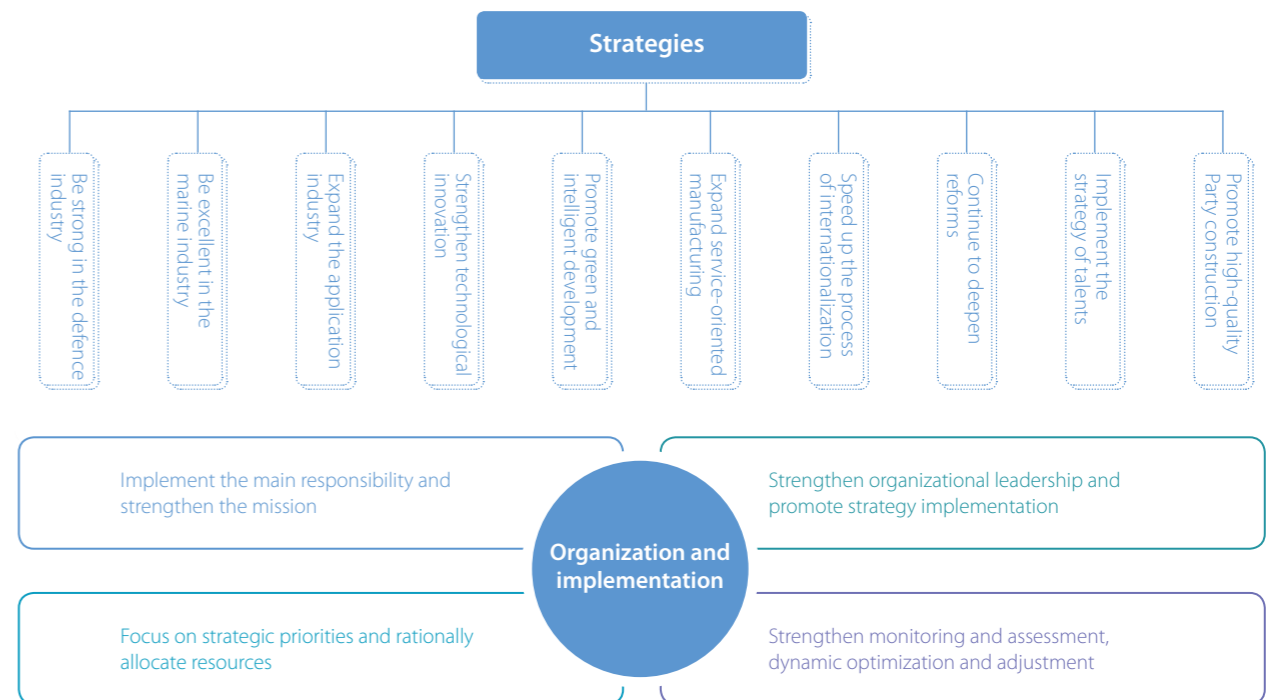 Strategies
Be strong in the defence
industry
Be excellent in the
marine industry
Expand the application
industry
Strengthen technological
innovation
Promote green and
intelligent development
Expand service-oriented
manufacturing
Speed up the process
of internationalization
Continue to deepen
reforms
Implement the
strategy of talents
Promote high-quality
Party construction
Implement the main responsibility and
strengthen the mission
Strengthen organizational leadership and
promote strategy implementation
Organization and
implementation
Focus on strategic priorities and rationally
allocate resources
Strengthen monitoring and assessment,
dynamic optimization and adjustment